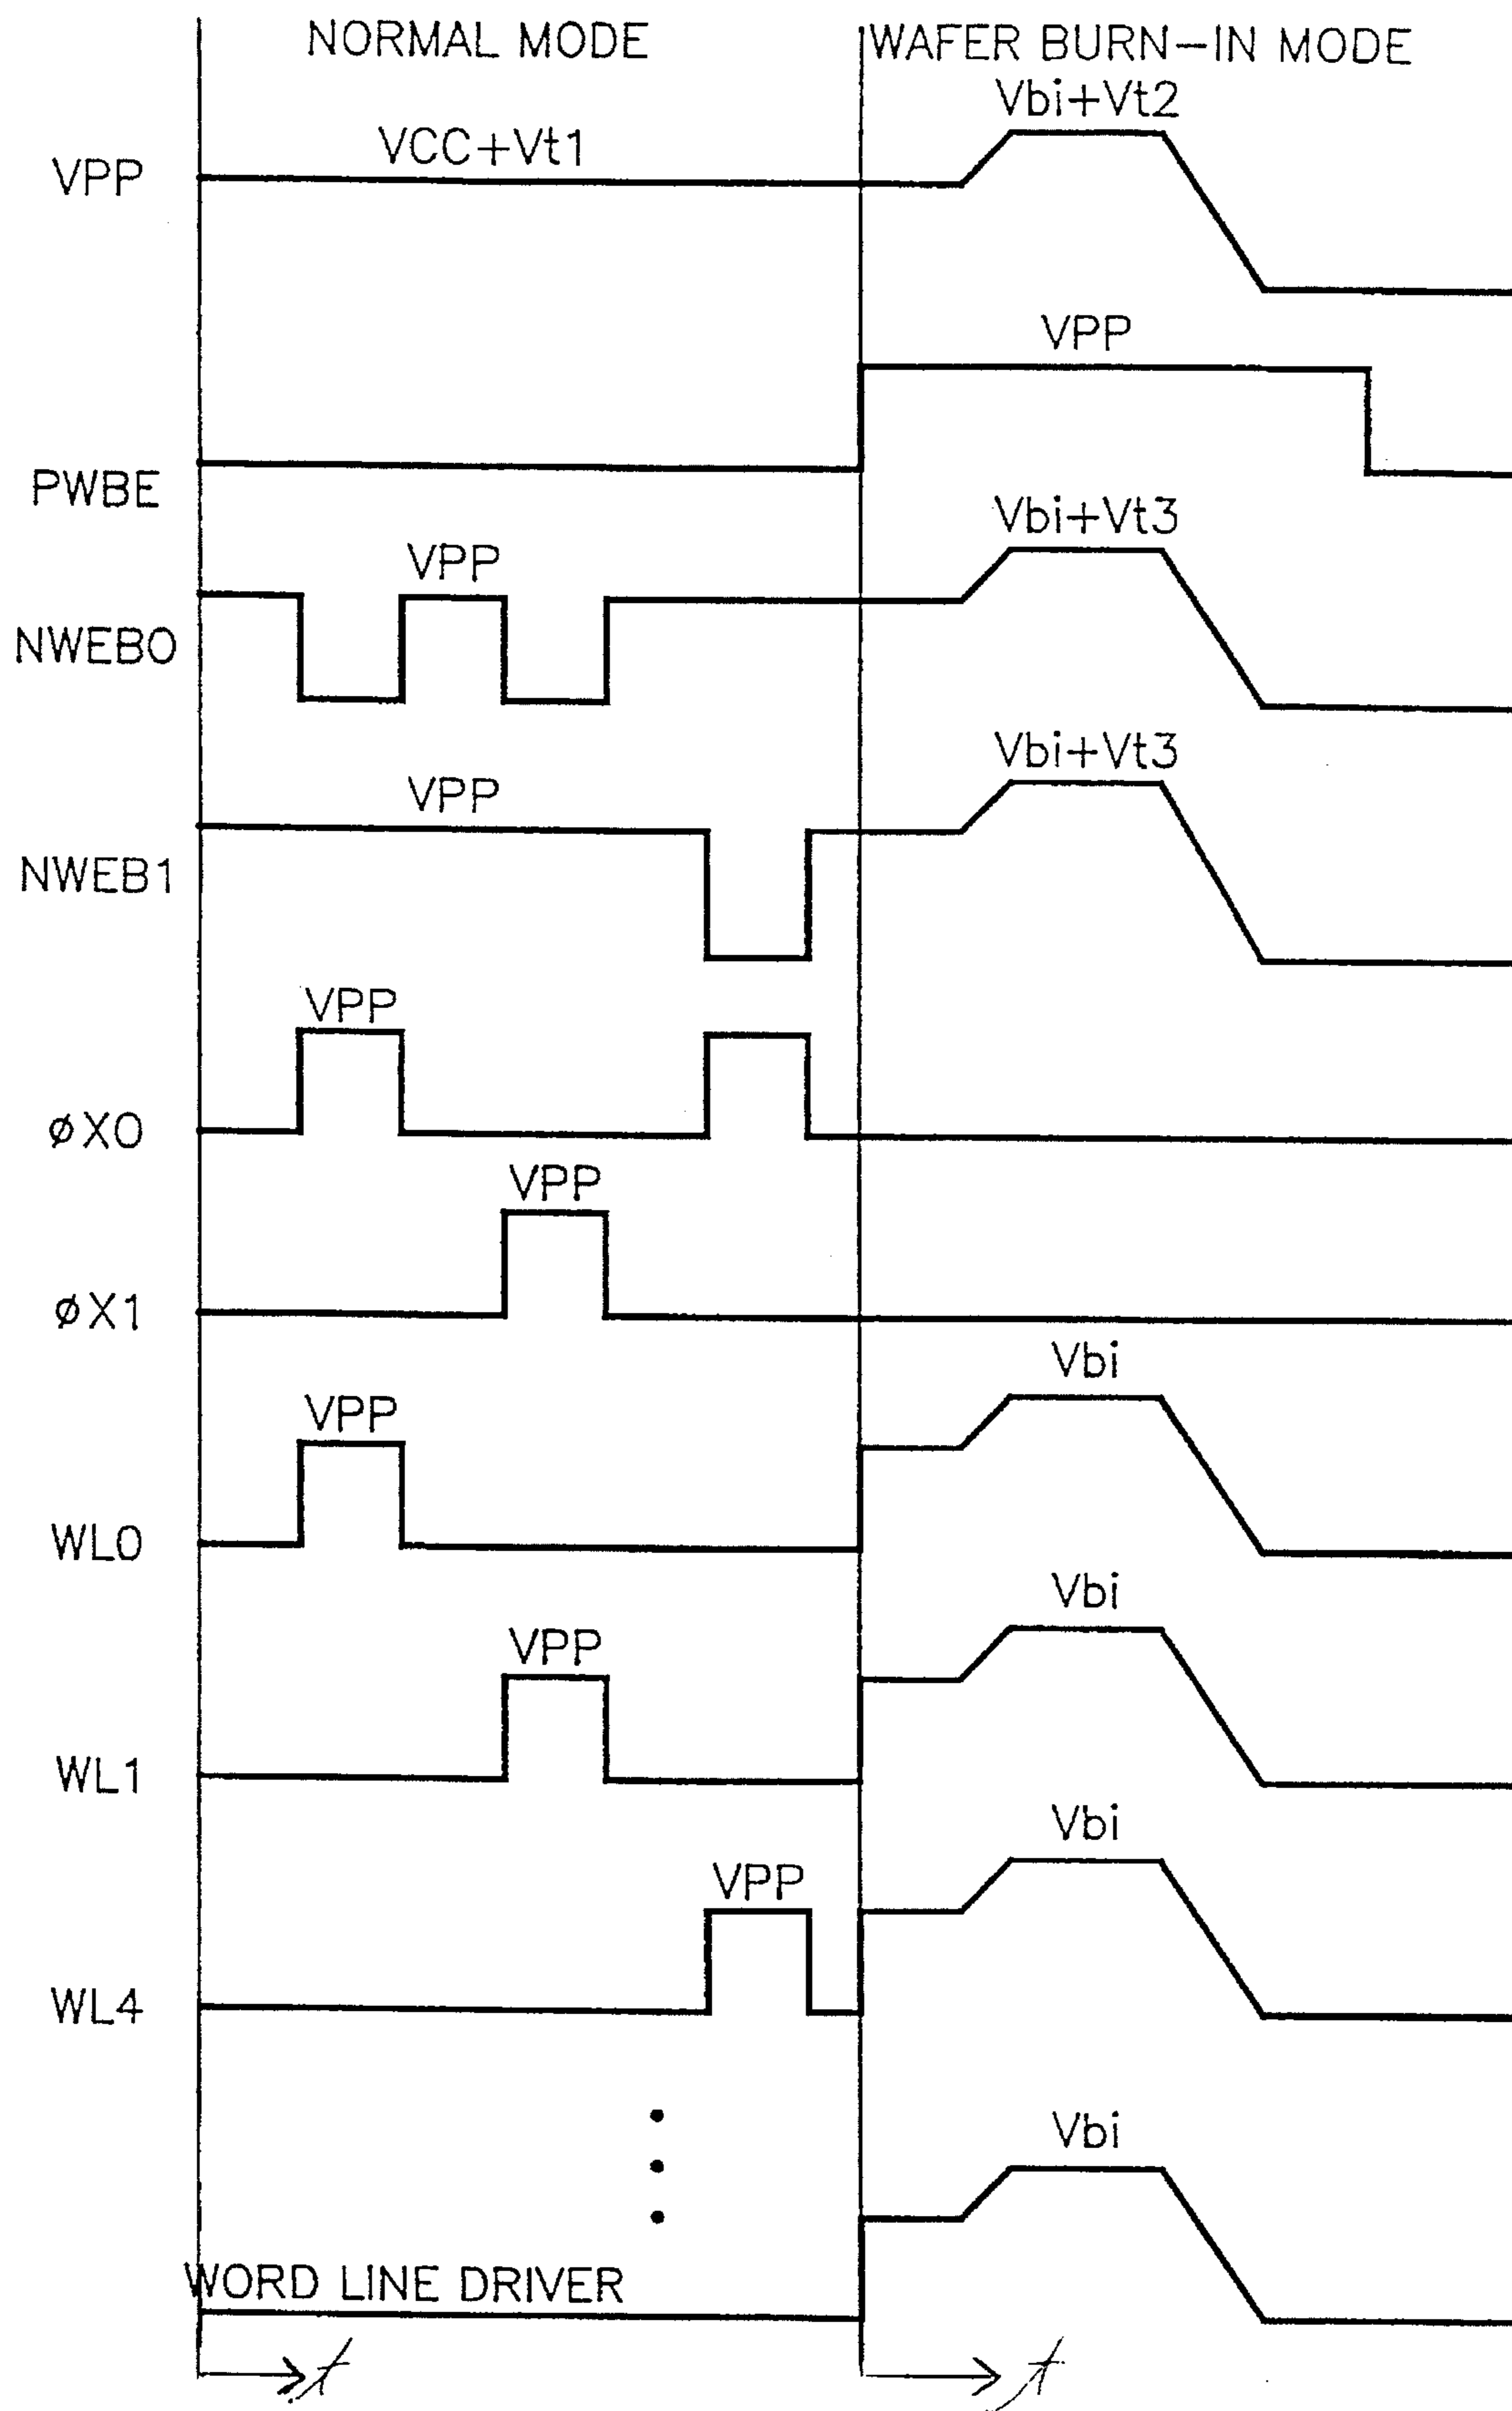 NORMAL MODE
WAFER BURN-IN MODE
Vbi+Vt2
VCC+Vt1
VPP
VPP
PWBE
Vbi+Vt3
VPP
NWEB0
Vbi+Vt3
VPP
NWEB1
VPP
øX0
VPP
øX1
Vbi
VPP
WL0
Vbi
VPP
WL1
Vbi
VPP
WL4
Vbi
WORD LINE DRIVER
t
t